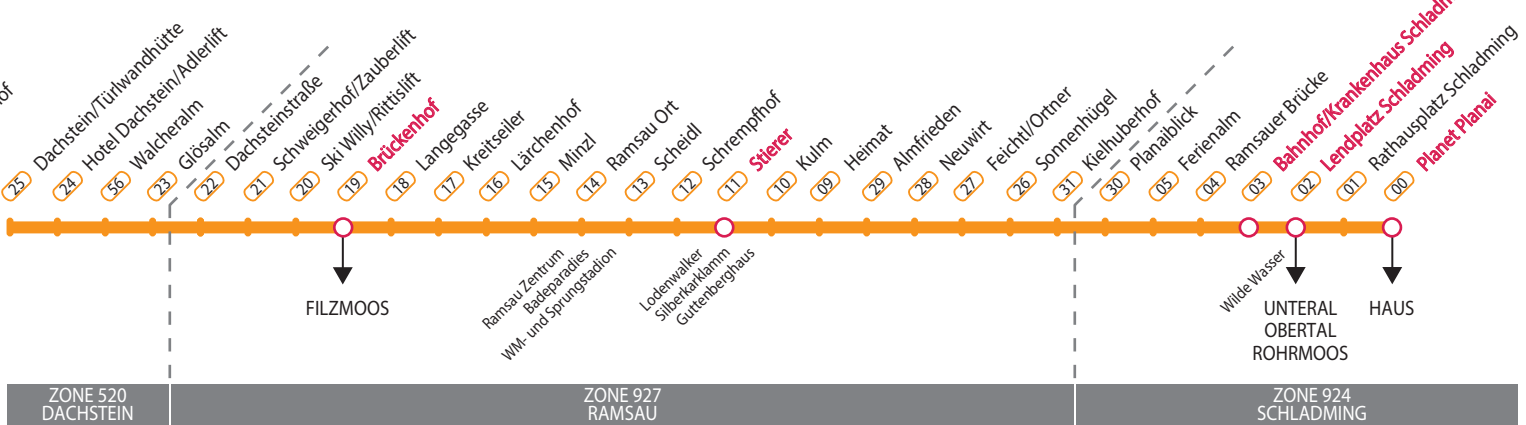 of
25 Dachstein/Türlwandhütte
24 Hotel Dachstein/Adlerlift
56 Walcheralm
23 Glösalm
22 Dachsteinstraße
21 Schweigerhof/Zauberlift
20 Ski Willy/Rittislift
19 Brückenhof
18 Langegasse
17 Kreitseiler
16 Lärchenhof
15 Minzl
14 Ramsau Ort
13 Scheidl
12 Schrempfhof
11 Stierer
10 Kulm
09 Heimat
29 Almfrieden
28 Neuwirt
27 Feichtl/Ortner
26 Sonnenhügel
31 Kielhuberhof
30 Planaiblick
05 Ferienalm
04 Ramsauer Brücke
03 Bahnhof/Krankenhaus Schladm
02 Lendplatz Schladming
01 Rathausplatz Schladming
00 Planet Planai
FILZMOOS
Ramsau Zentrum
Badeparadies
WM- und Sprungstadion
Lodenwalker
Silberkarklamm
Guttenberghaus
Wilde Wasser
UNTERAL
OBERTAL
ROHRMOOS
HAUS
ZONE 520
DACHSTEIN
ZONE 927
RAMSAU
ZONE 924
SCHLADMING